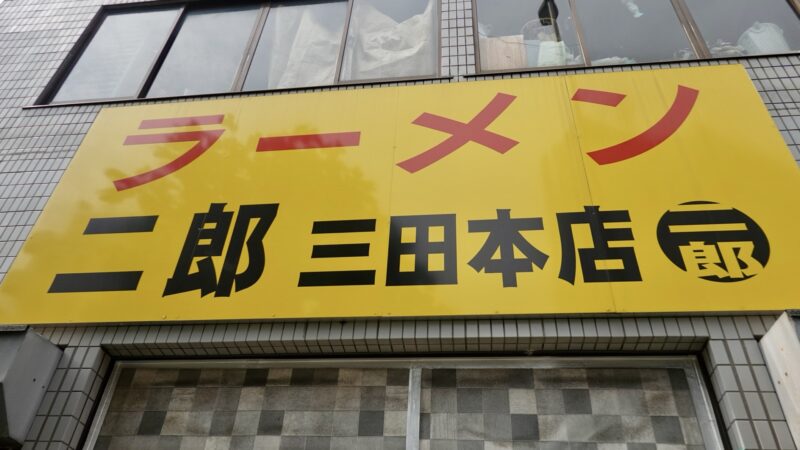 ラーメン
二郎 三田本店 二郎